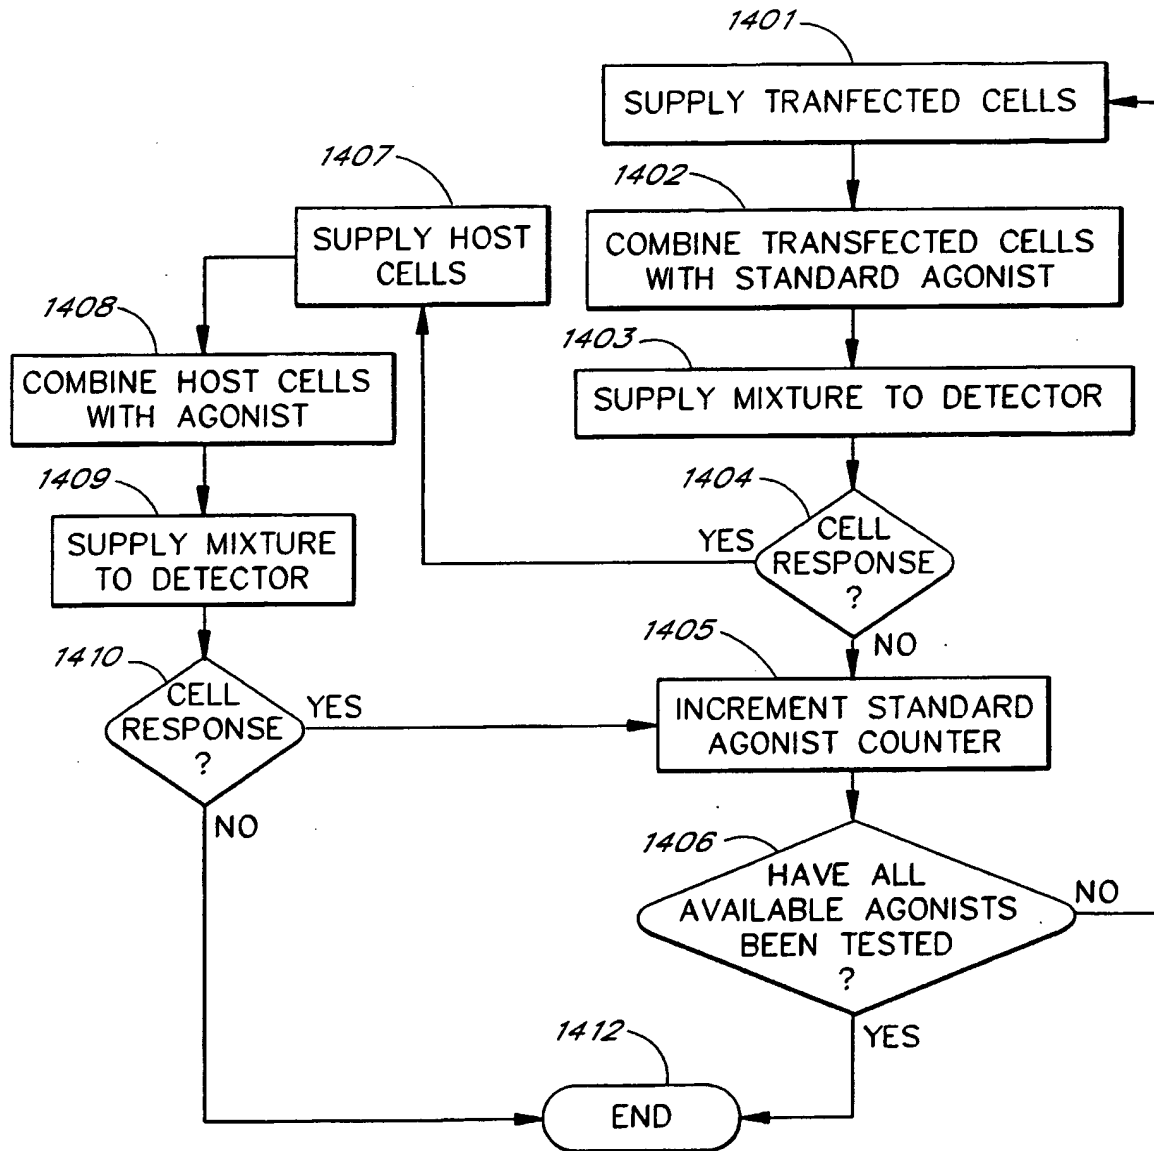 1401
SUPPLY TRANFECTED CELLS
1402
COMBINE TRANSFECTED CELLS
WITH STANDARD AGONIST
1403
SUPPLY MIXTURE TO DETECTOR
1404
CELL
RESPONSE
?
YES
NO
1407
SUPPLY HOST
CELLS
1408
COMBINE HOST CELLS
WITH AGONIST
1409
SUPPLY MIXTURE
TO DETECTOR
1410
CELL
RESPONSE
?
YES
NO
1405
INCREMENT STANDARD
AGONIST COUNTER
1406
HAVE ALL
AVAILABLE AGONISTS
BEEN TESTED
?
NO
YES
1412
END